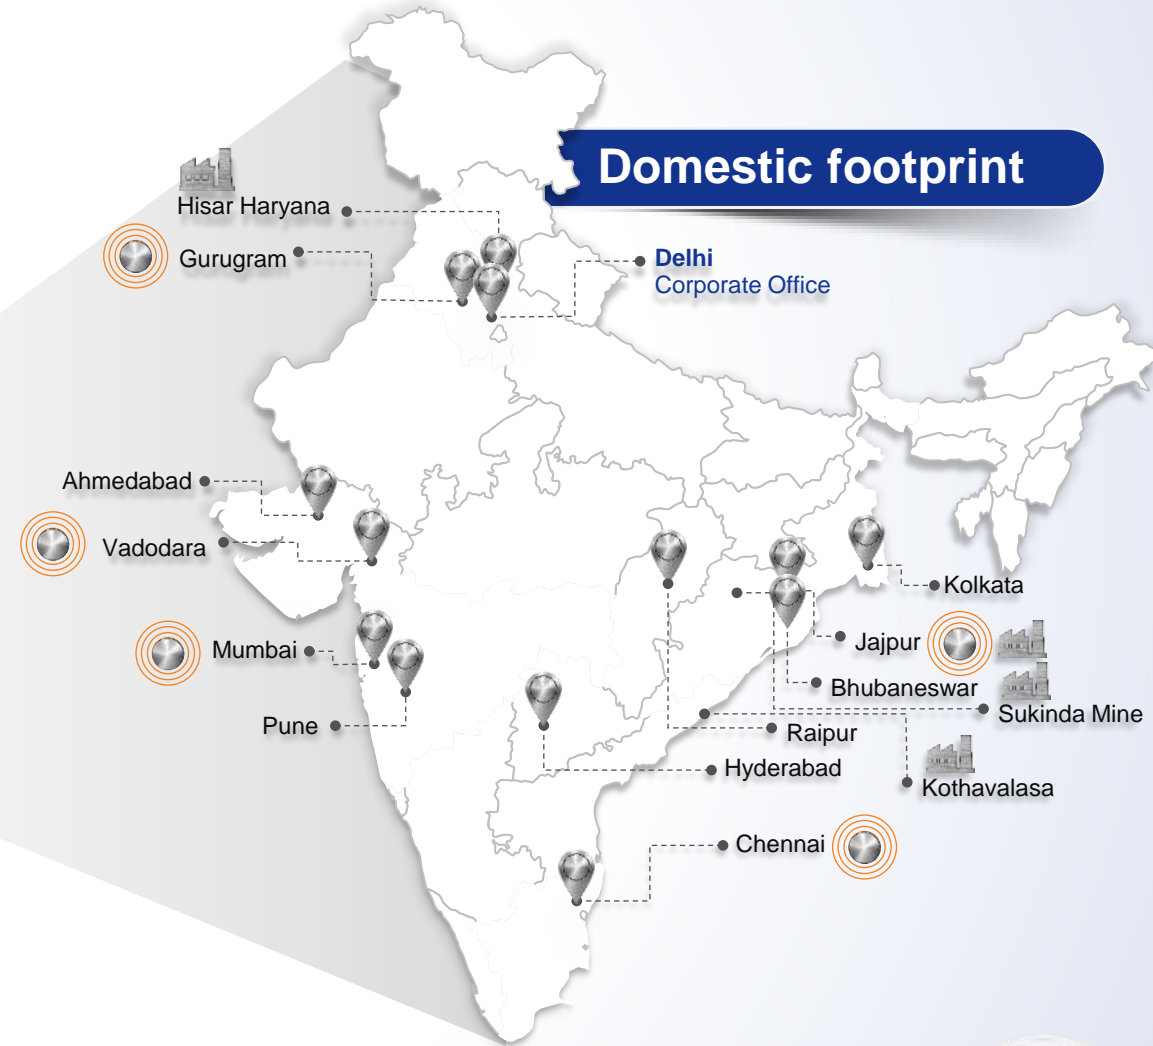 Domestic footprint
Hisar Haryana
Gurugram
Delhi
Corporate Office
Ahmedabad
Vadodara
Kolkata
Mumbai
Jajpur
Bhubaneswar
Sukinda Mine
Pune
Raipur
Hyderabad
Kothavalasa
Chennai